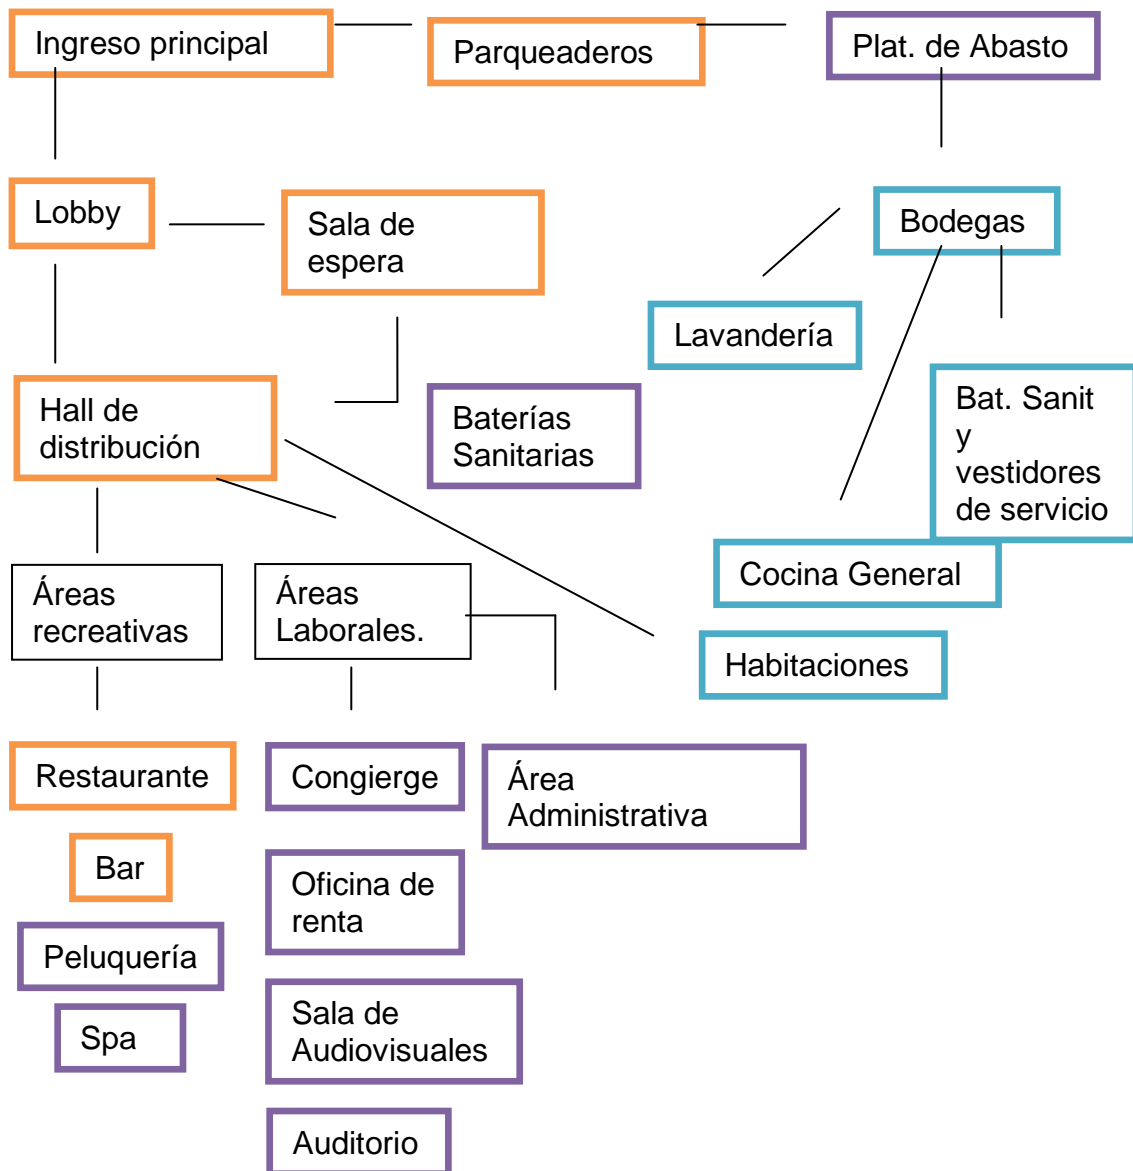 Ingreso principal
Parqueaderos
Plat. de Abasto
Lobby
Sala de
espera
Bodegas
Lavandería
Hall de
distribución
Baterías
Sanitarias
Bat. Sanit
y
vestidores
de servicio
Cocina General
Áreas
recreativas
Áreas
Laborales.
Habitaciones
Restaurante
Congierge
Área
Administrativa
Bar
Oficina de
renta
Peluquería
Spa
Sala de
Audiovisuales
Auditorio